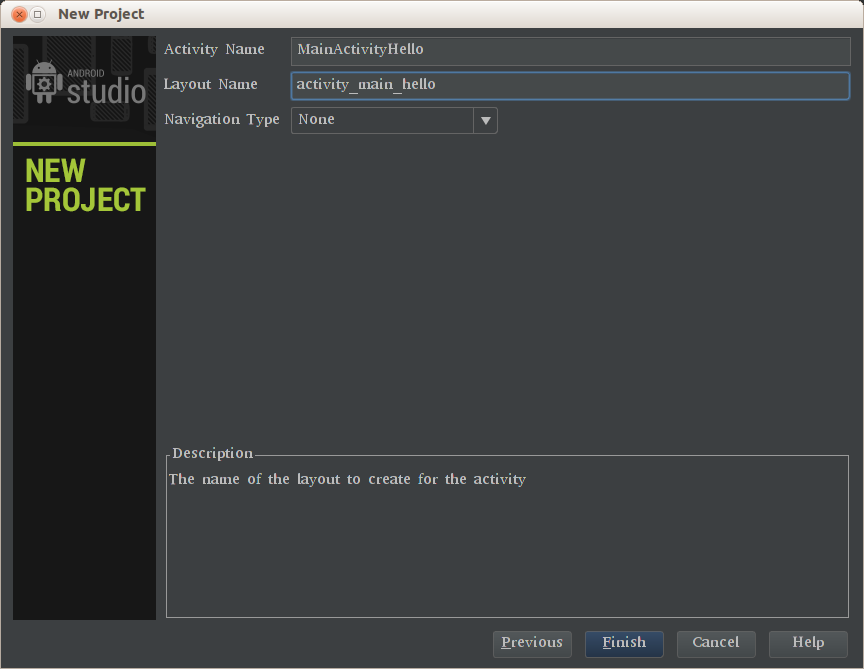 New Project
ANDROID
studio
NEW
PROJECT
Activity Name MainActivityHello
Layout Name activity_main_hello
Navigation Type None
Description
The name of the layout to create for the activity
Previous Finish Cancel Help